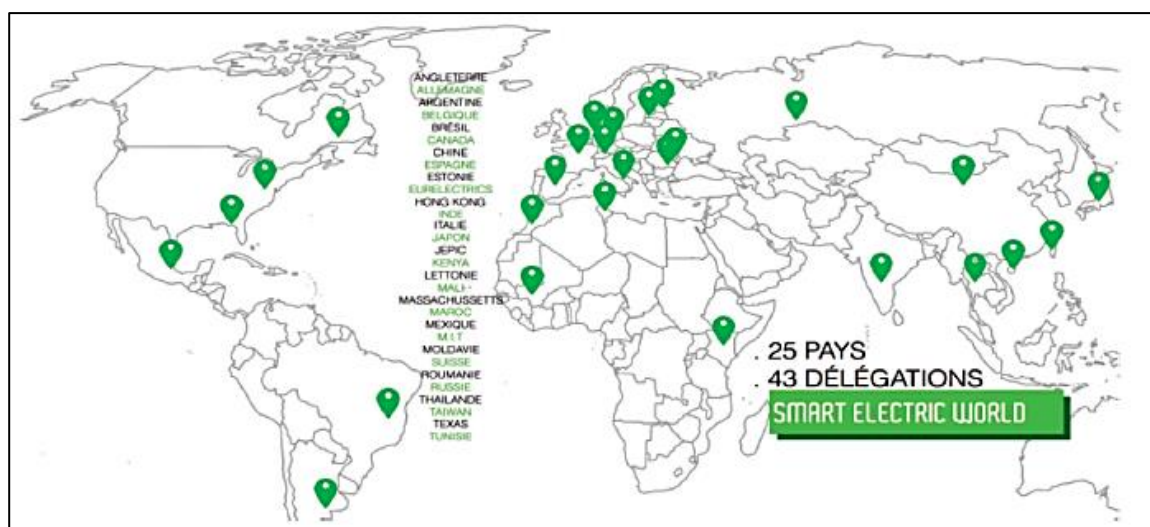 ANGLETERRE
ALLEMAGNE
ARGENTINE
BELGIQUE
BRÉSIL
CANADA
CHINE
ESPAGNE
ESTONIE
EURELECTRICS
HONG KONG
INDE
ITALIE
JAPON
JEPIC
KENYA
LETTONIE
MALI
MASSACHUSSETTS
MAROC
MEXIQUE
M.I.T
MOLDAVIE
SUISSE
ROUMANIE
RUSSIE
THAILANDE
TAIWAN
TEXAS
TUNISIE
. 25 PAYS
. 43 DÉLÉGATIONS
SMART ELECTRIC WORLD